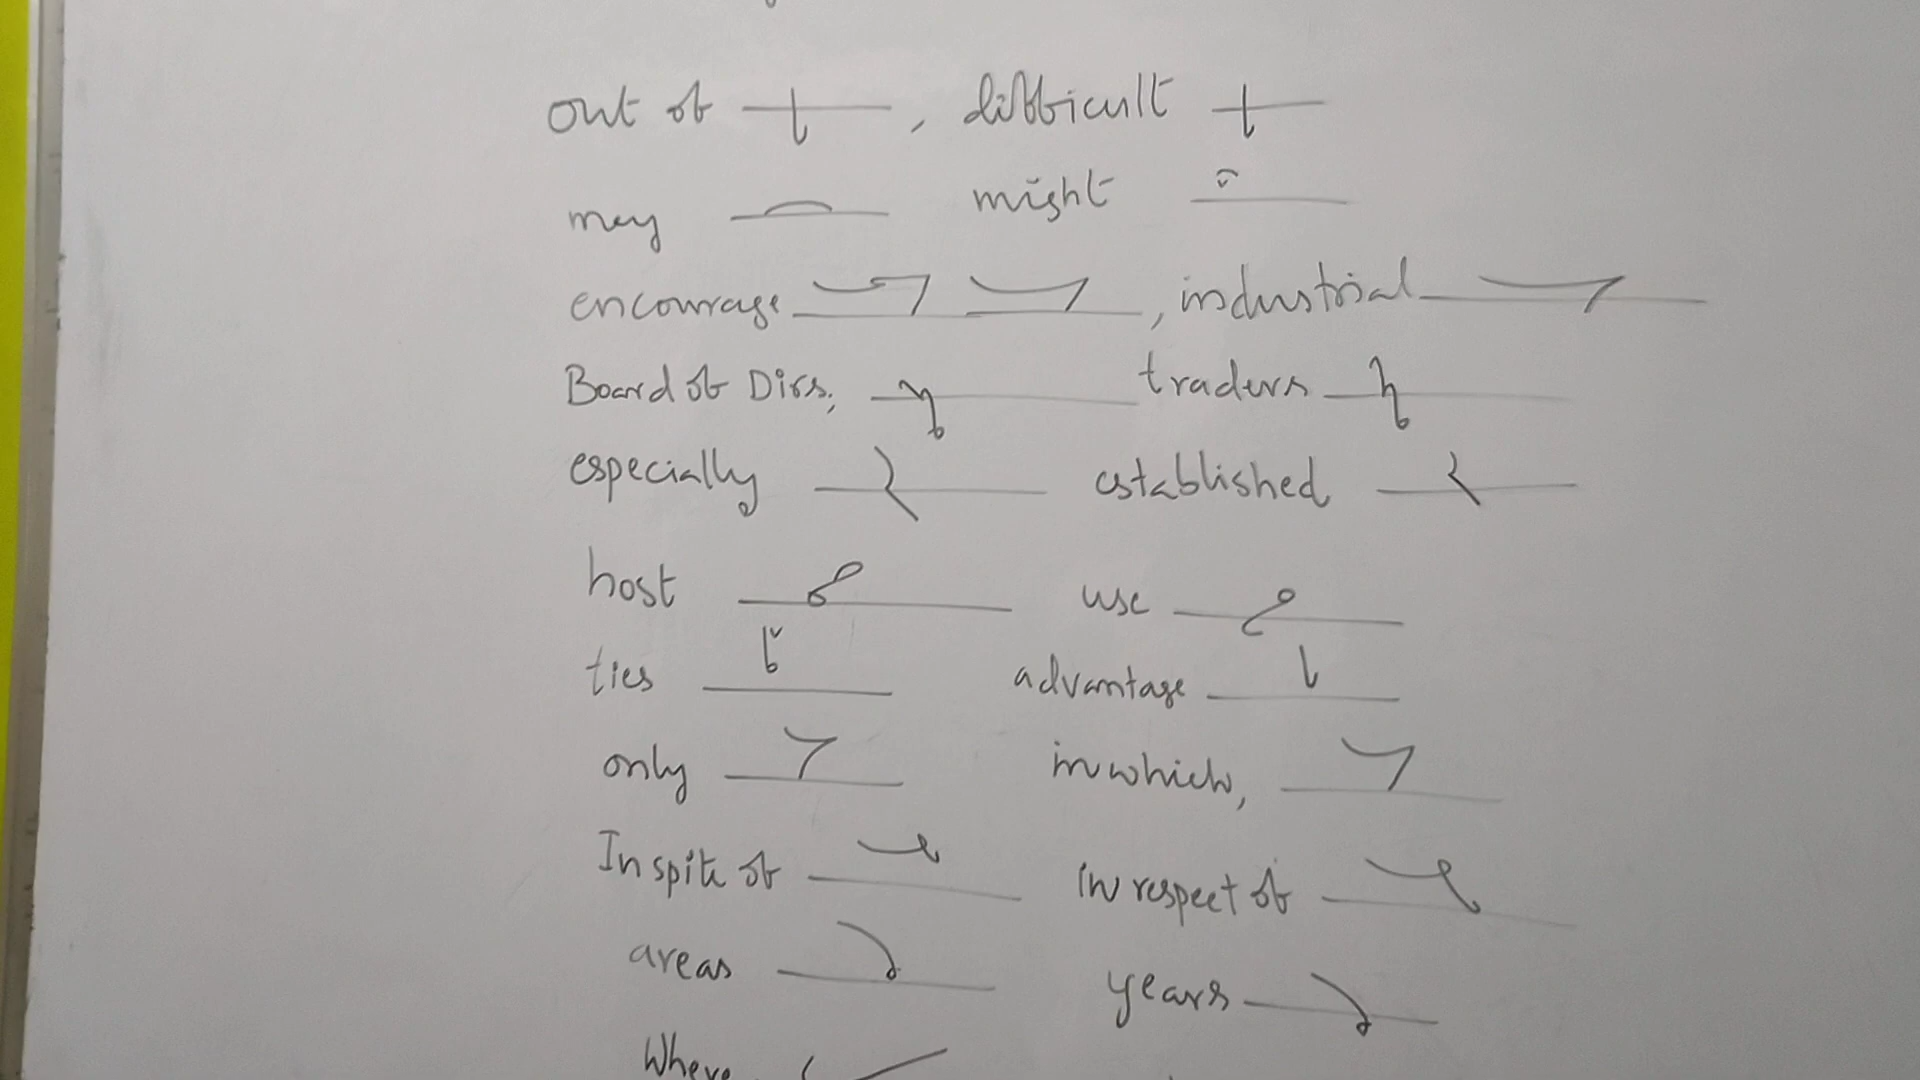 out of , difficult
may might
encourage , industrial
Board of Dirs; traders
especially established
host use
ties advantage
only in which,
In spite of in respect of
areas years
Where